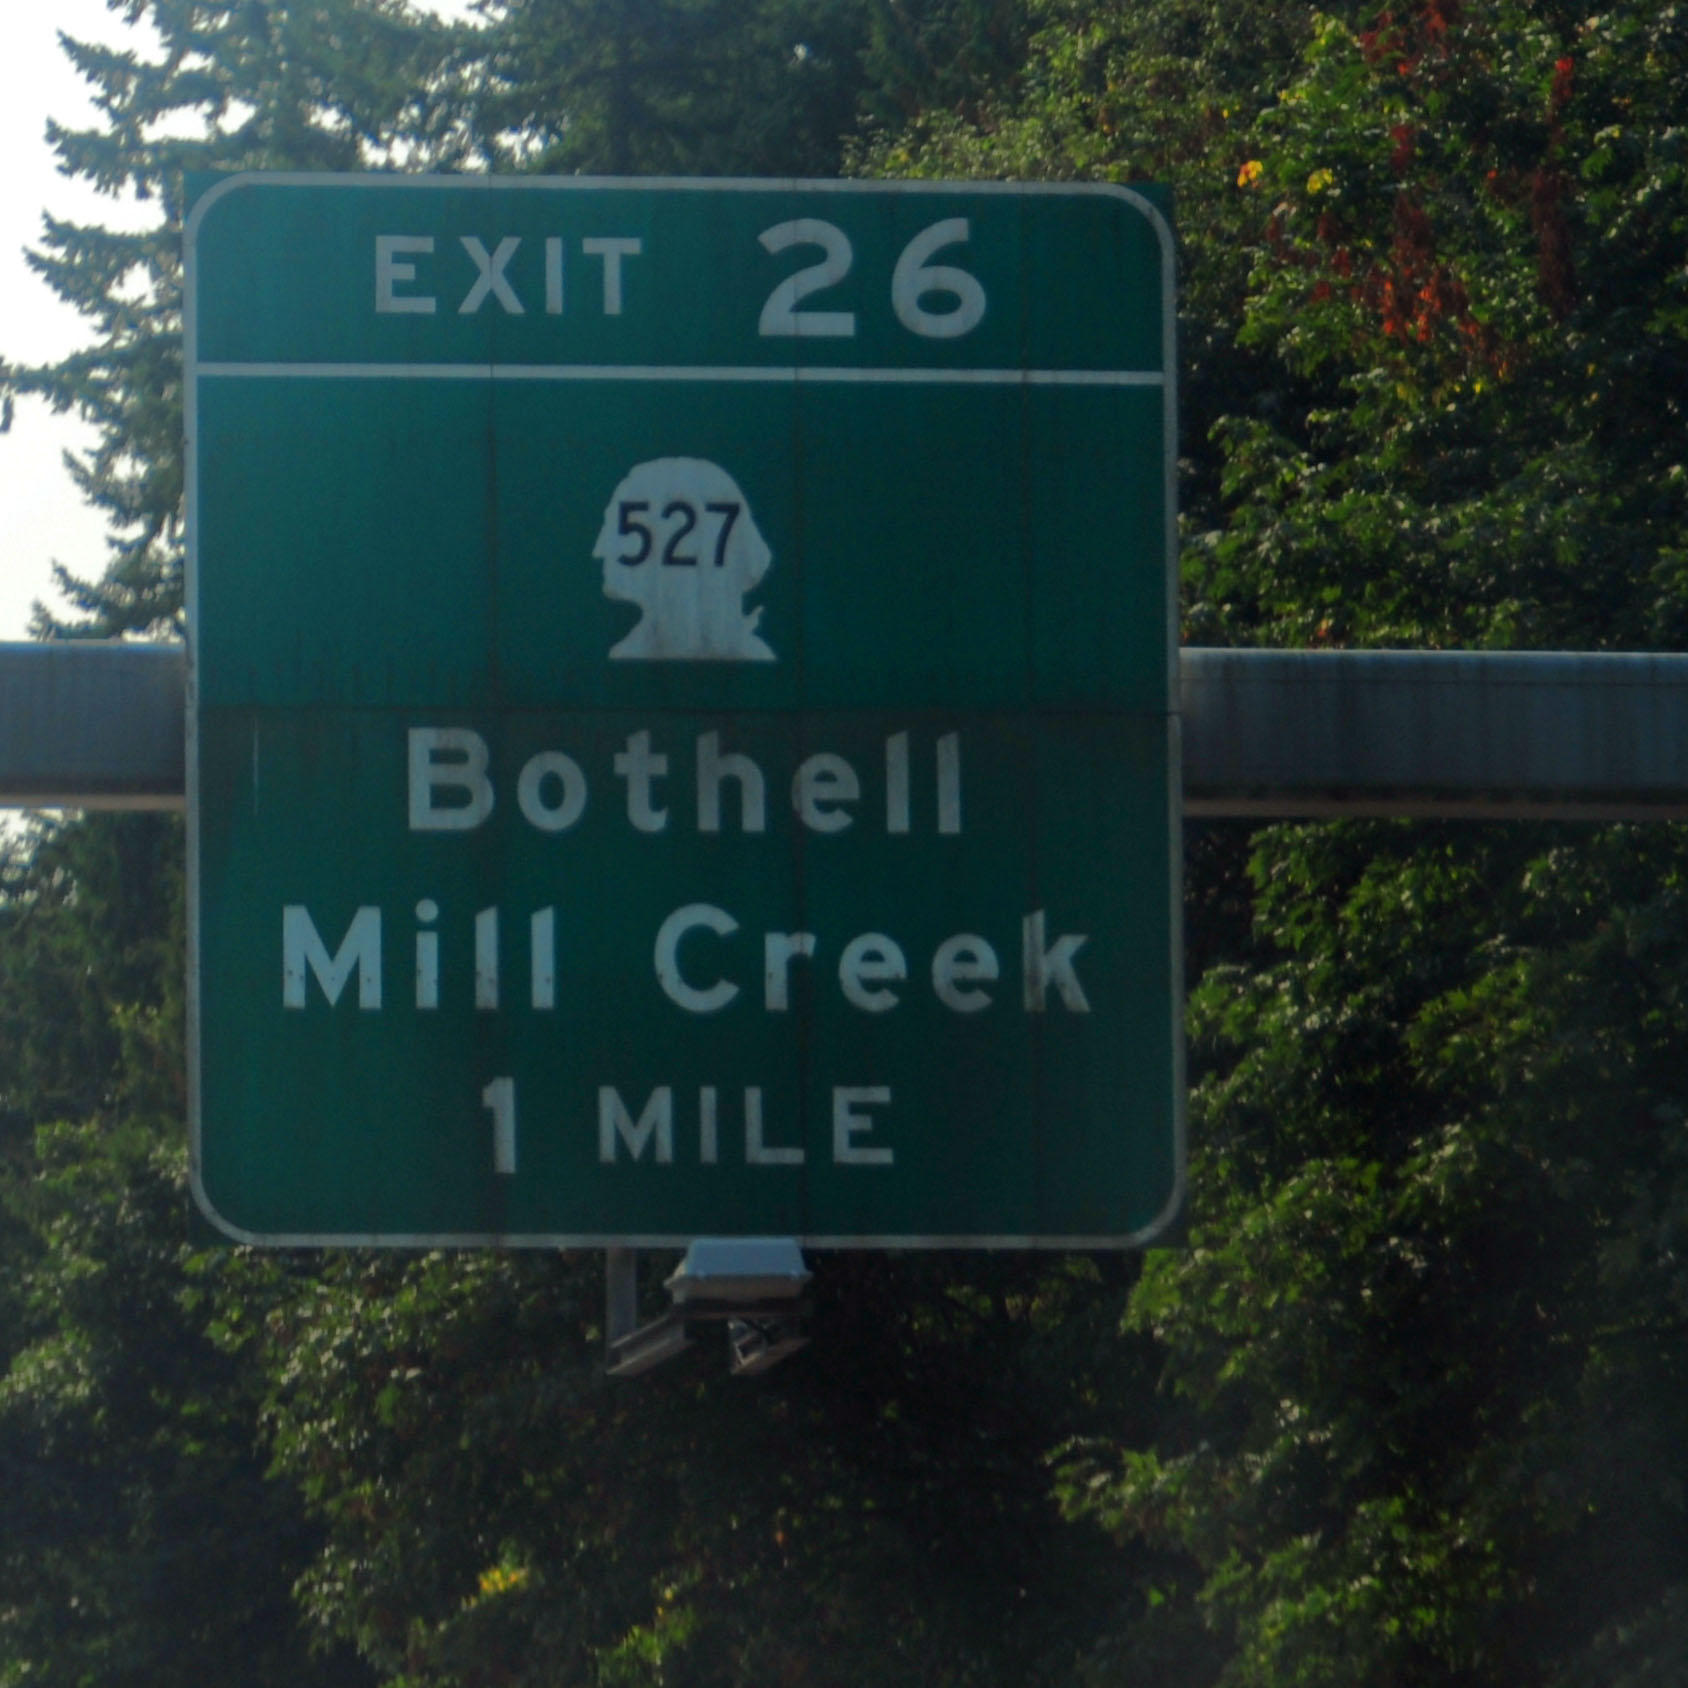 EXIT 26
527
Bothell
Mill Creek
1 MILE